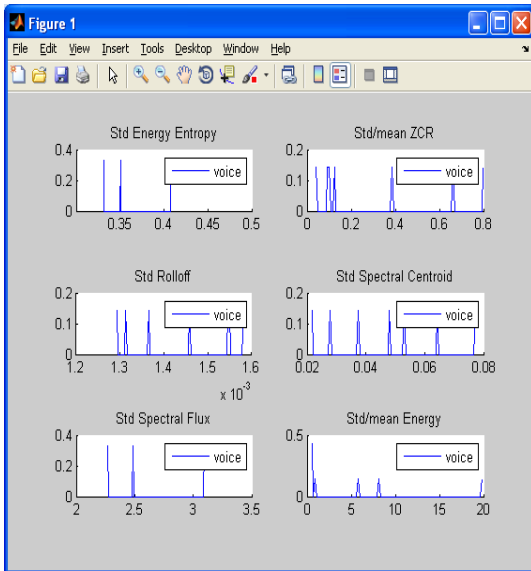 Figure 1
File Edit View Insert Tools Desktop Window Help
Std Energy Entropy
0.4
0.2
0
voice
0.35 0.4 0.45 0.5
Std/mean ZCR
0.2
0.1
0
voice
0 0.2 0.4 0.6 0.8
Std Rolloff
0.2
0.1
0
voice
1.2 1.3 1.4 1.5 1.6
x 10⁻³
Std Spectral Centroid
0.2
0.1
0
voice
0.02 0.04 0.06 0.08
Std Spectral Flux
0.4
0.2
0
voice
2 2.5 3 3.5
Std/mean Energy
0.5
0
voice
0 5 10 15 20